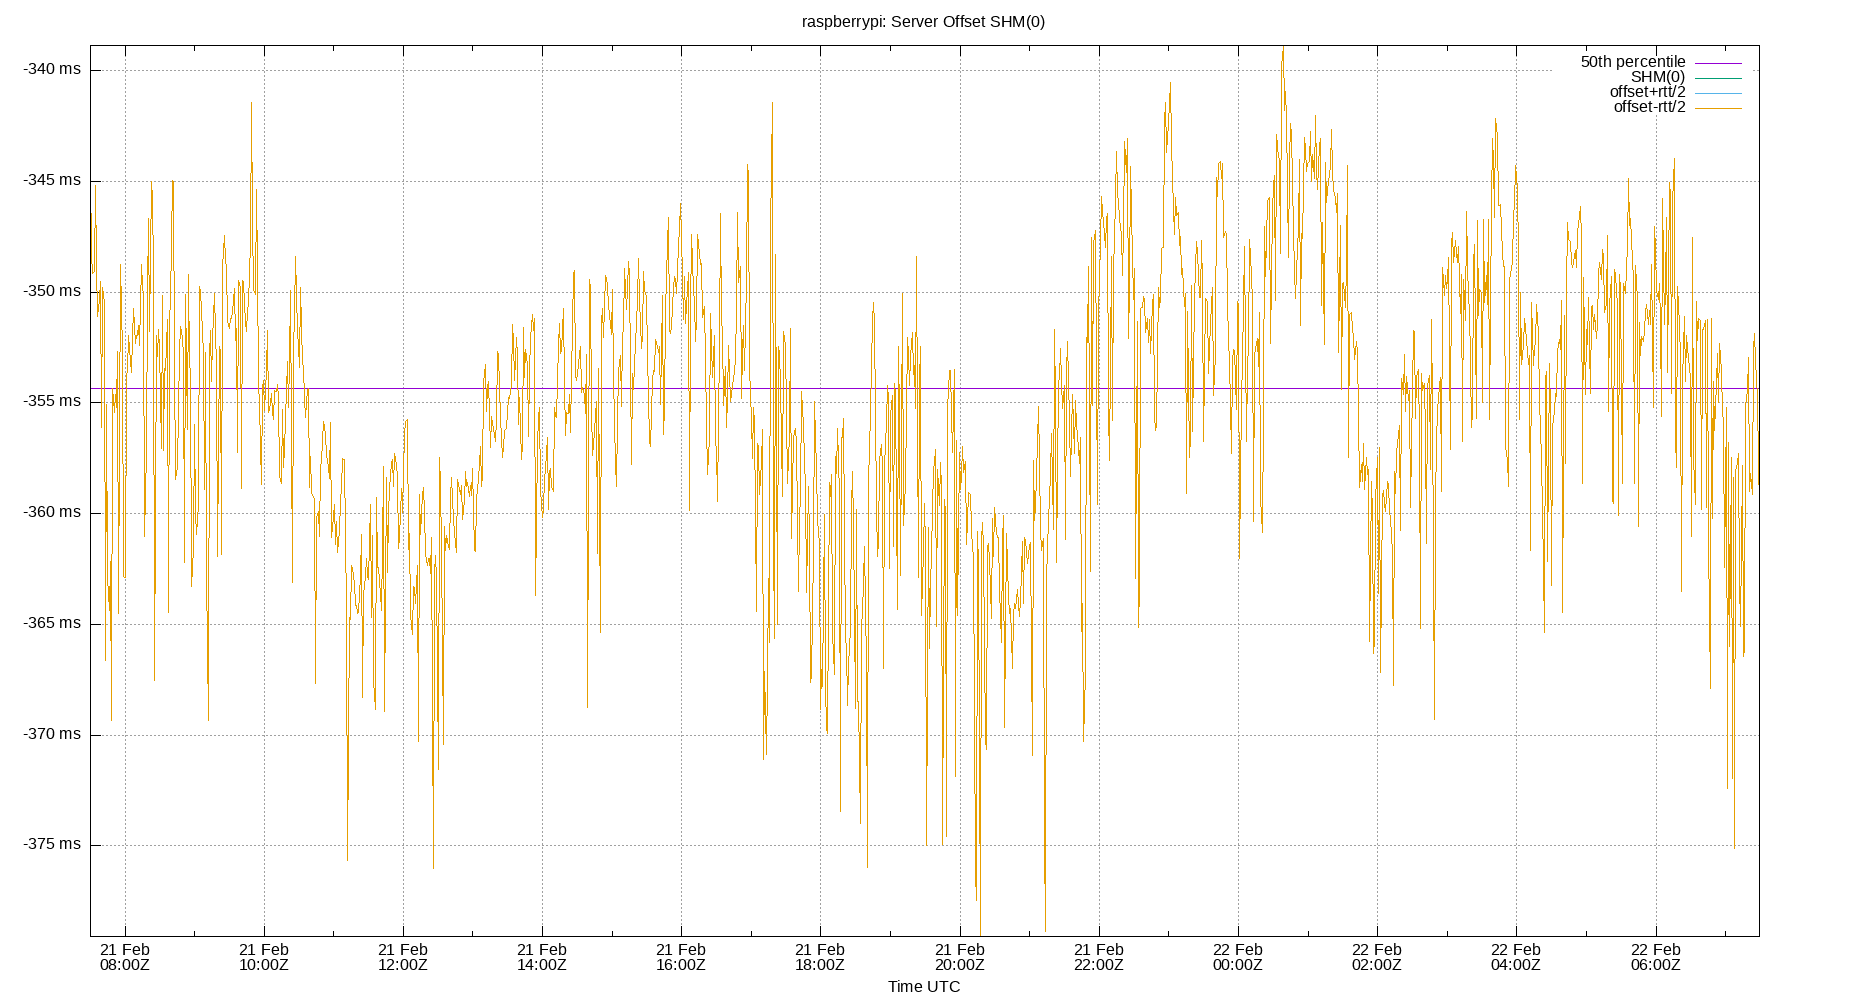 raspberrypi: Server Offset SHM(0)
-340 ms
-345 ms
-350 ms
-355 ms
-360 ms
-365 ms
-370 ms
-375 ms
50th percentile
SHM(0)
offset+rtt/2
offset-rtt/2
21 Feb 21 Feb 21 Feb 21 Feb 21 Feb 21 Feb 21 Feb 21 Feb 22 Feb 22 Feb 22 Feb 22 Feb
08:00Z 10:00Z 12:00Z 14:00Z 16:00Z 18:00Z 20:00Z 22:00Z 00:00Z 02:00Z 04:00Z 06:00Z
Time UTC